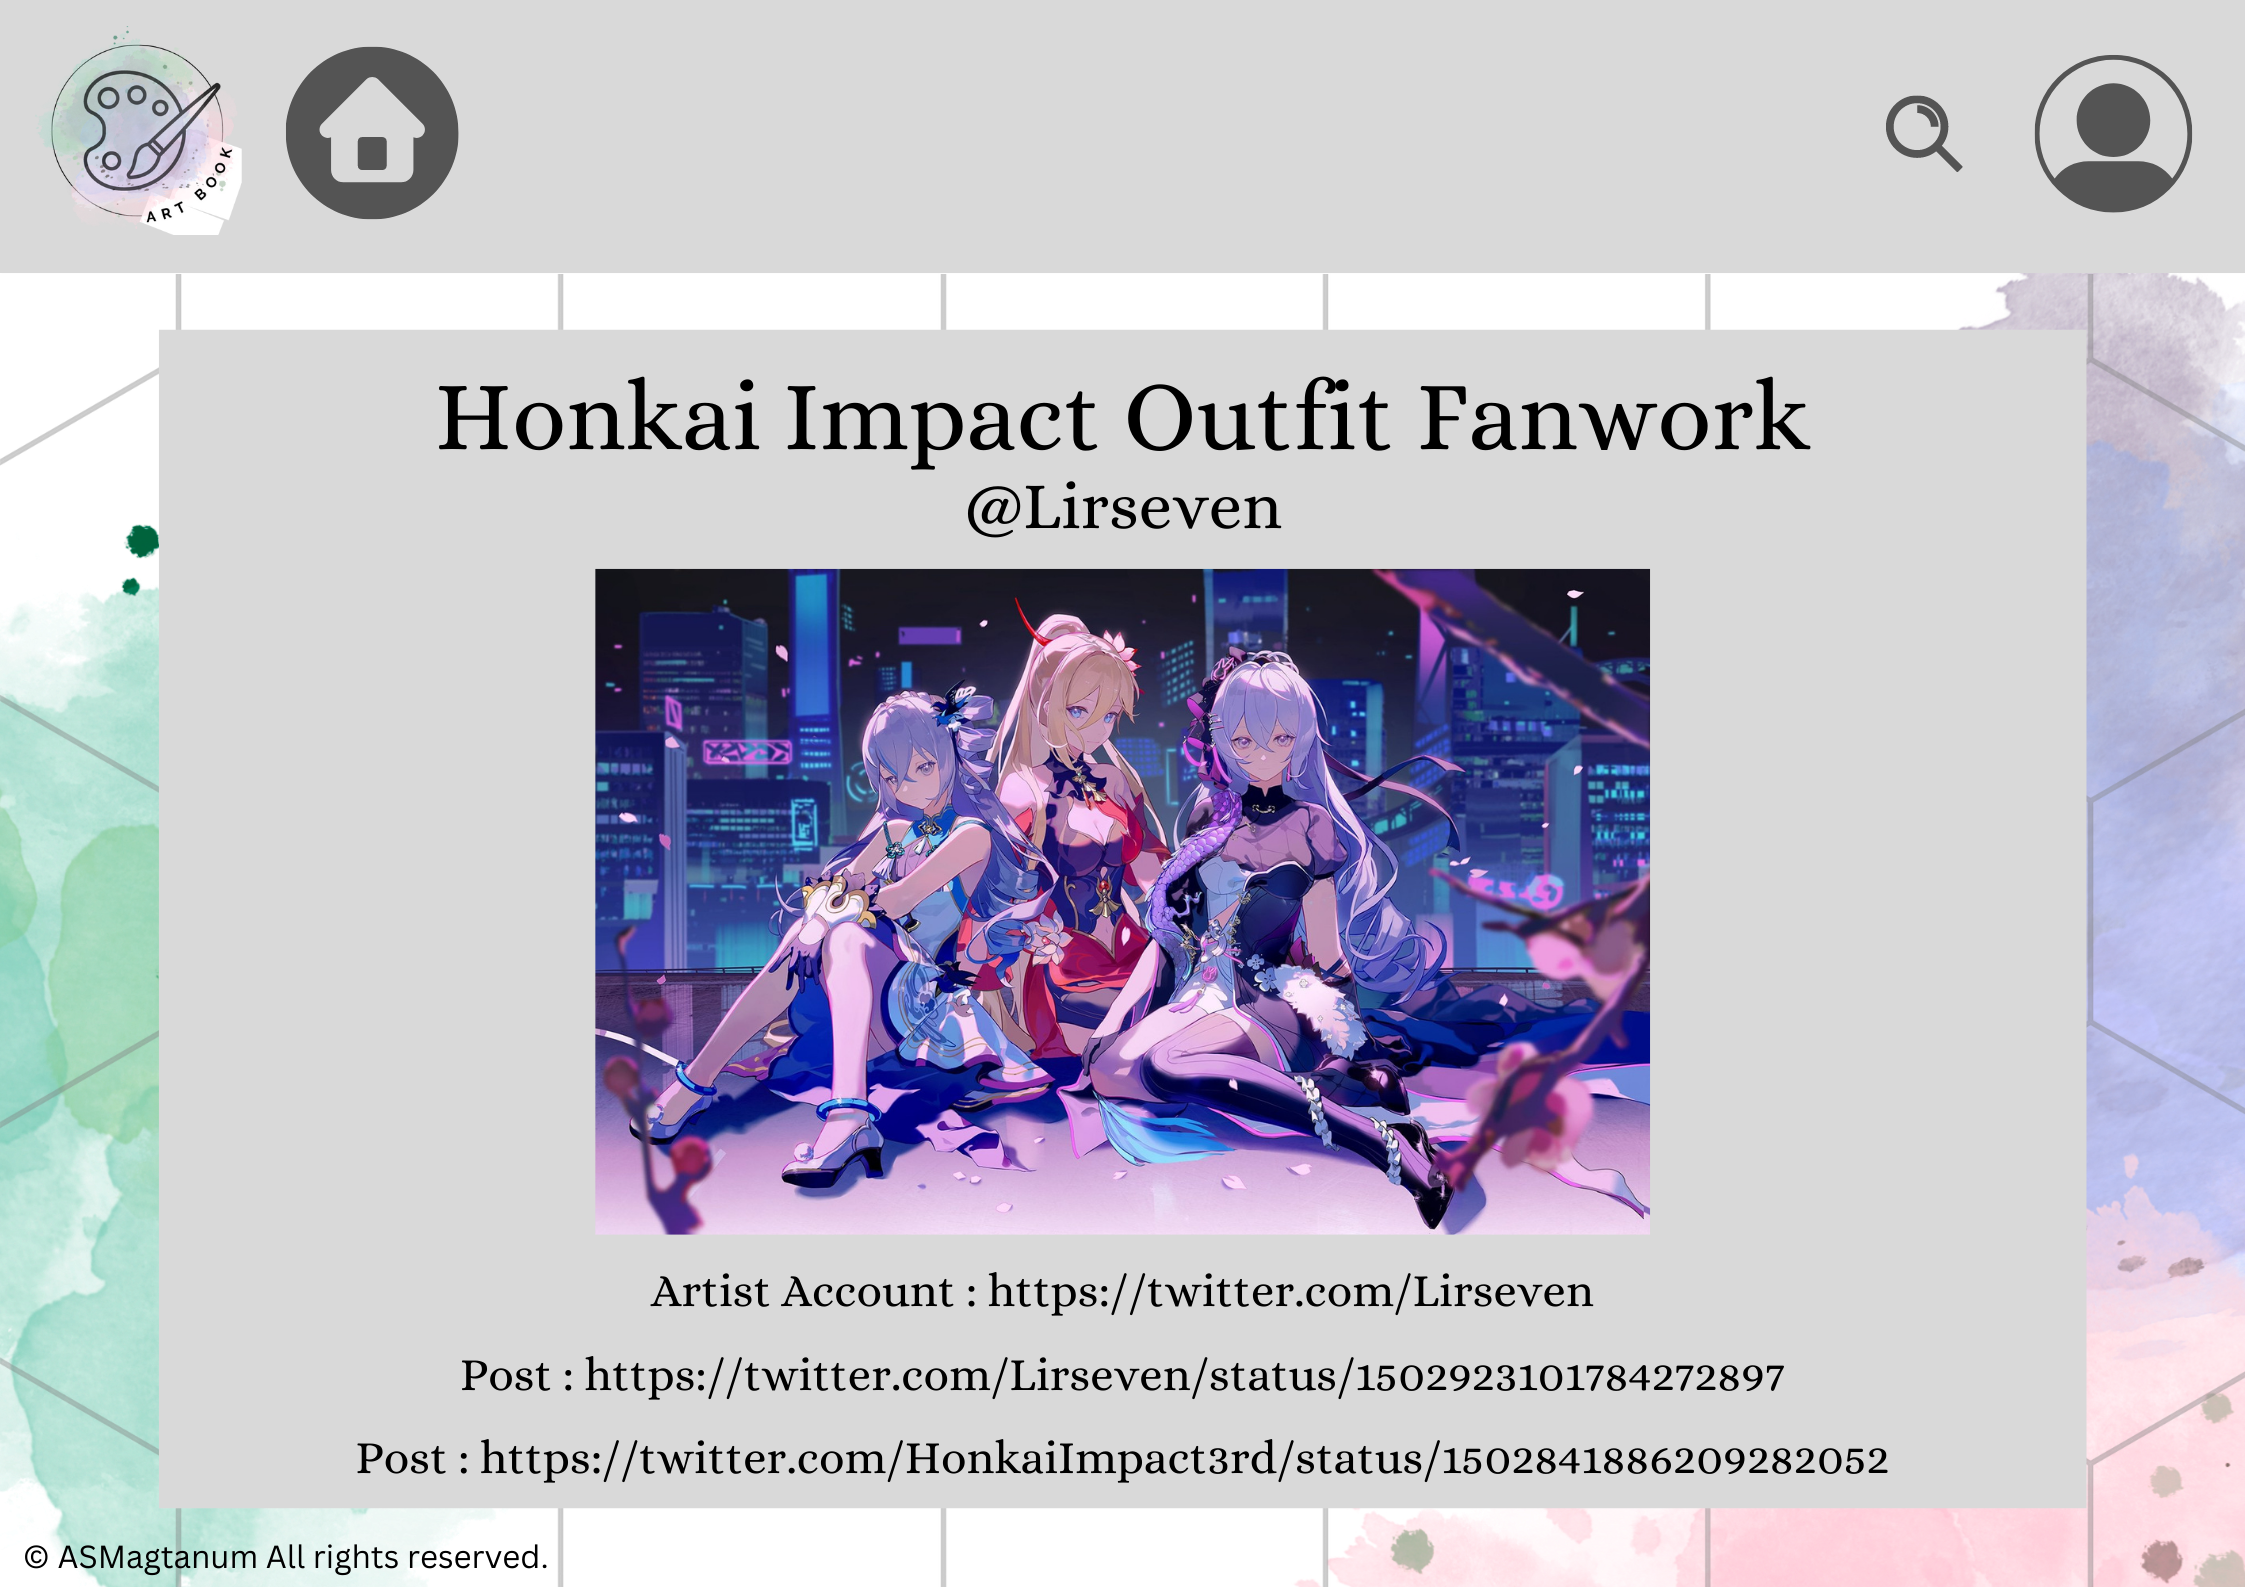 ART BOOK
Honkai Impact Outfit Fanwork
@Lirseven
Artist Account : https://twitter.com/Lirseven
Post : https://twitter.com/Lirseven/status/1502923101784272897
Post : https://twitter.com/HonkaiImpact3rd/status/1502841886209282052
© ASMagtanum All rights reserved.